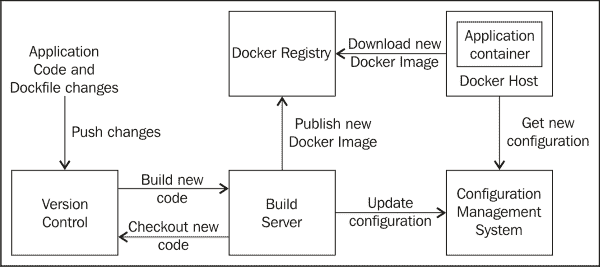 Application
Code and
Dockfile changes
Push changes
Docker Registry
Download new
Docker Image
Application
container
Docker Host
Publish new
Docker Image
Get new
configuration
Version
Control
Build new
code
Checkout new
code
Build
Server
Update
configuration
Configuration
Management
System